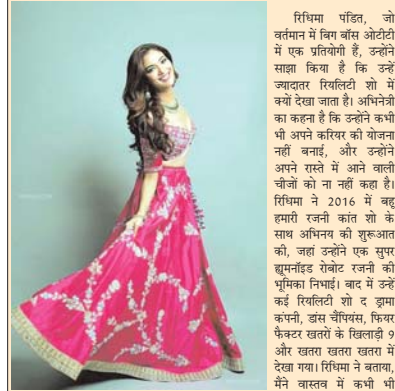 रिधिमा पंडित, जो
वर्तमान में बिग बॉस ओटीटी
में एक प्रतियोगी हैं, उन्होंने
साझा किया है कि उन्हें
ज्यादातर रियलिटी शो में
क्यों देखा जाता है। अभिनेत्री
का कहना है कि उन्होंने कभी
भी अपने करियर की योजना
नहीं बनाई, और उन्होंने
अपने रास्ते में आने वाली
चीजों को ना नहीं कहा है।
रिधिमा ने 2016 में बहू
हमारी रजनी कांत शो के
साथ अभिनय की शुरूआत
की, जहां उन्होंने एक सुपर
ह्यूमनॉइड रोबोट रजनी की
भूमिका निभाई। बाद में उन्हें
कई रियलिटी शो द ड्रामा
कंपनी, डांस चैंपियंस, फियर
फैक्टर खतरों के खिलाड़ी 9
और खतरा खतरा खतरा में
देखा गया। रिधिमा ने बताया,
मैंने वास्तव में कभी भी